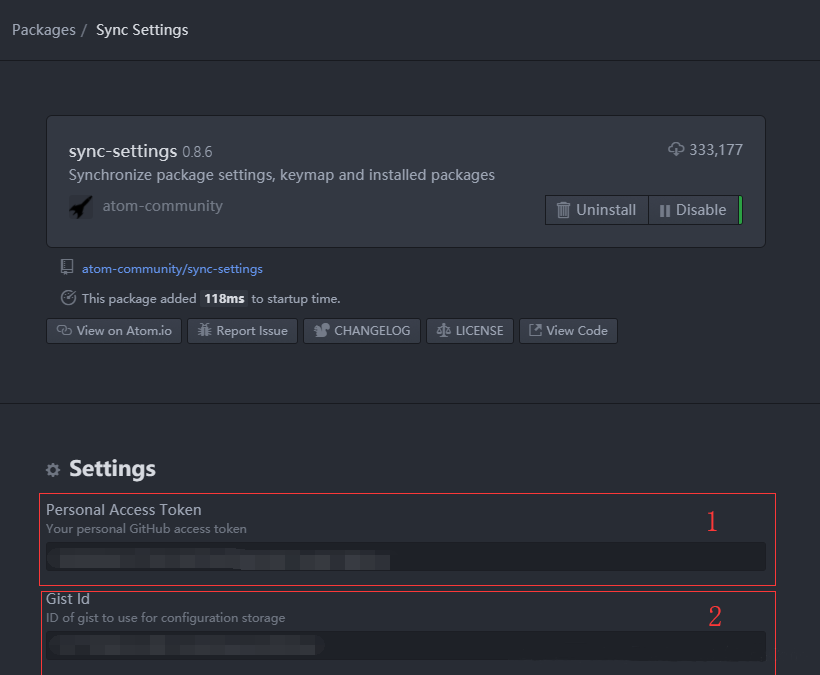 Packages / Sync Settings
sync-settings 0.8.6
333,177
Synchronize package settings, keymap and installed packages
atom-community
Uninstall
Disable
atom-community/sync-settings
This package added 118ms to startup time.
View on Atom.io
Report Issue
CHANGELOG
LICENSE
View Code
Settings
Personal Access Token
1
Your personal GitHub access token
Gist Id
ID of gist to use for configuration storage
2